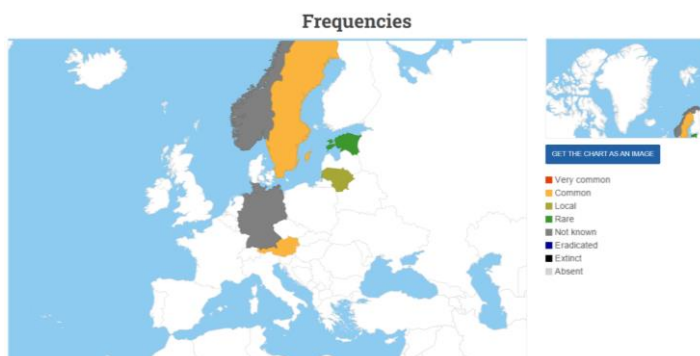 Frequencies
GET THE CHART AS AN IMAGE
Very common
Common
Local
Rare
Not known
Eradicated
Extinct
Absent